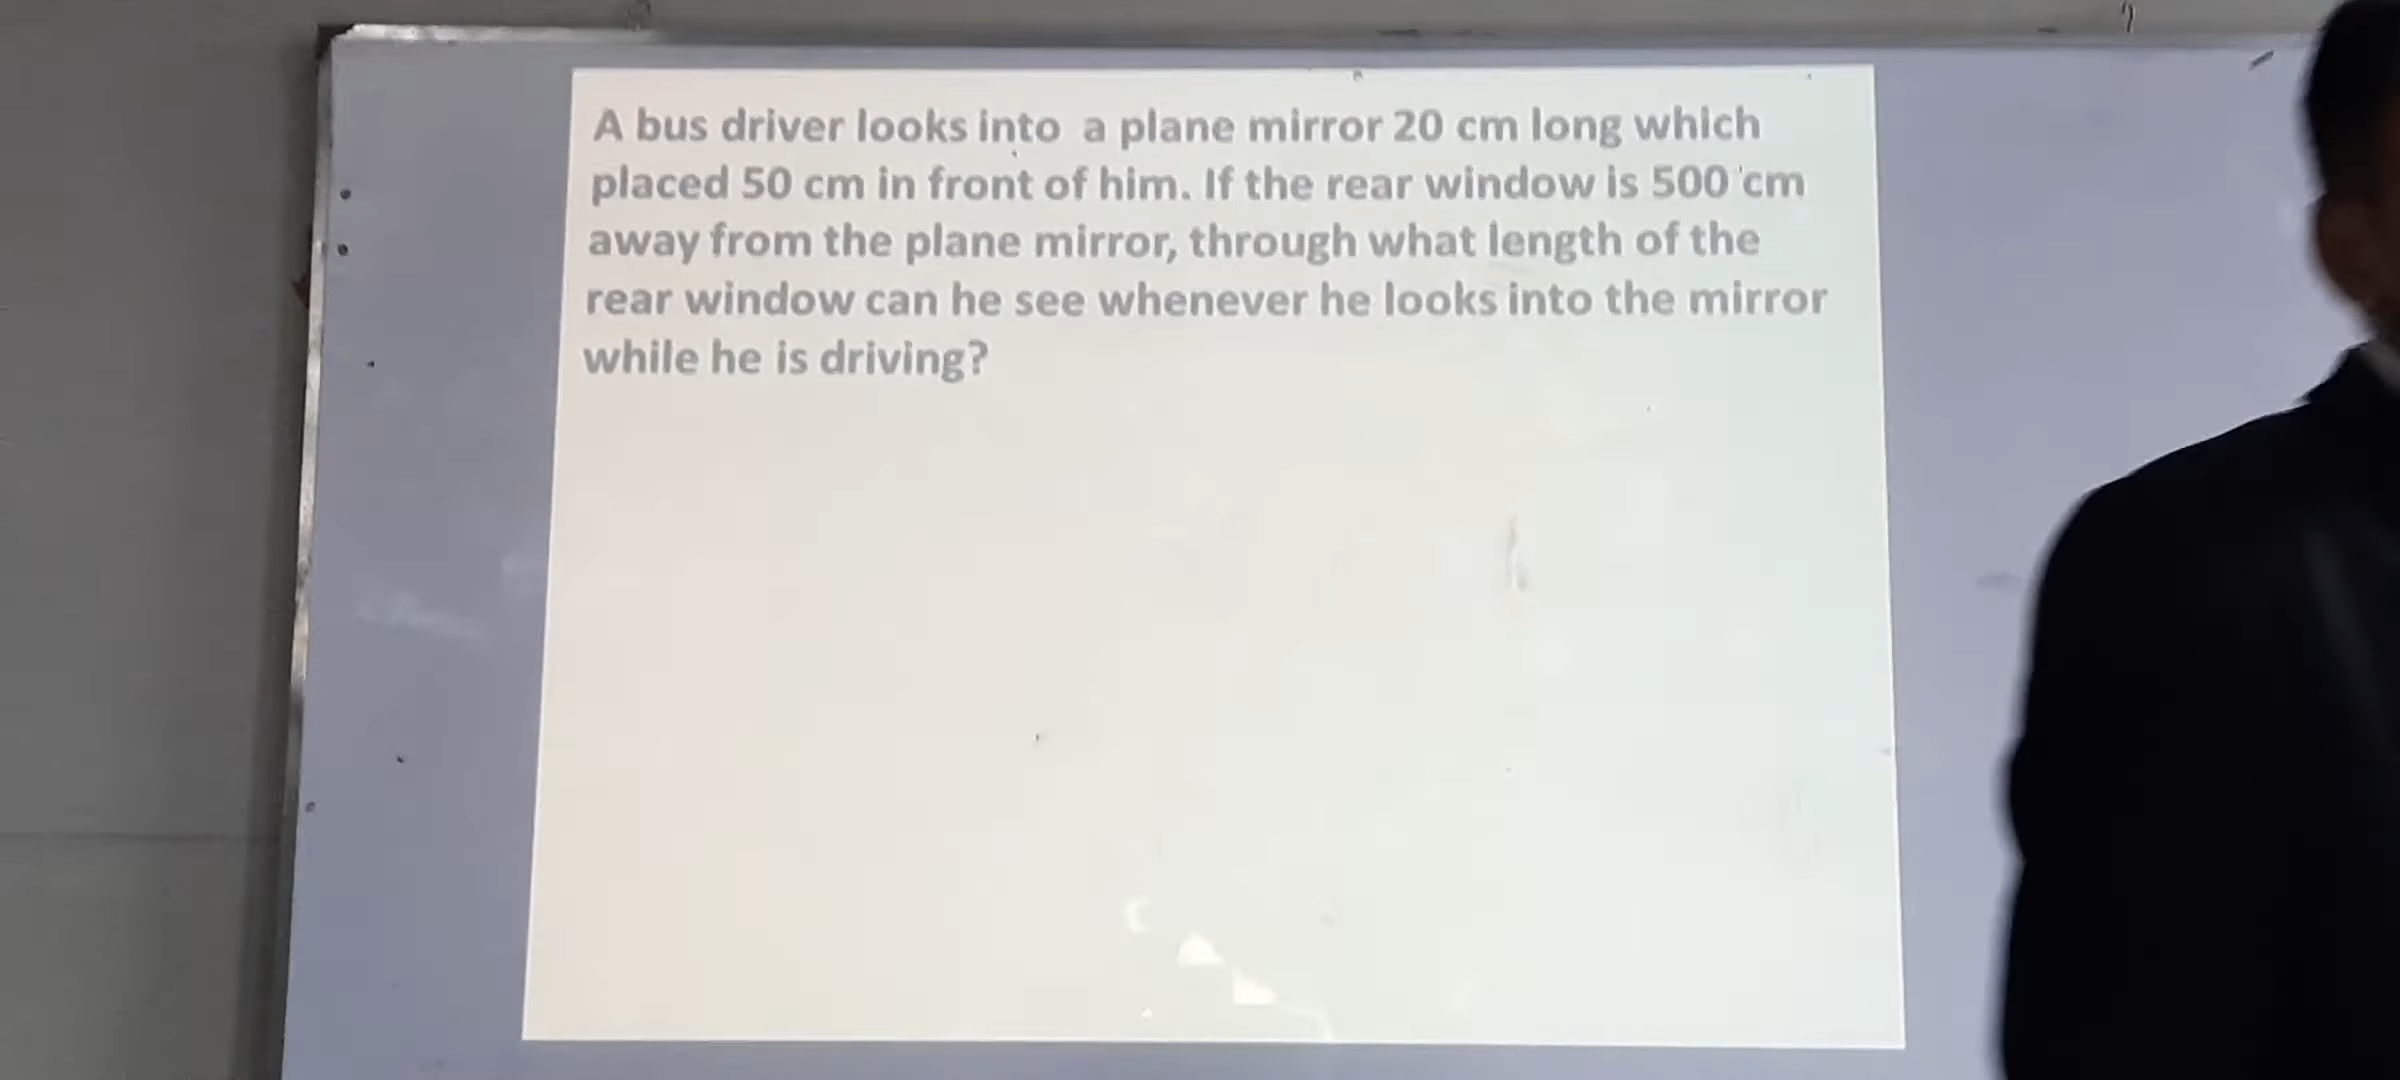 A bus driver looks into a plane mirror 20 cm long which
placed 50 cm in front of him. If the rear window is 500 cm
away from the plane mirror, through what length of the
rear window can he see whenever he looks into the mirror
while he is driving?